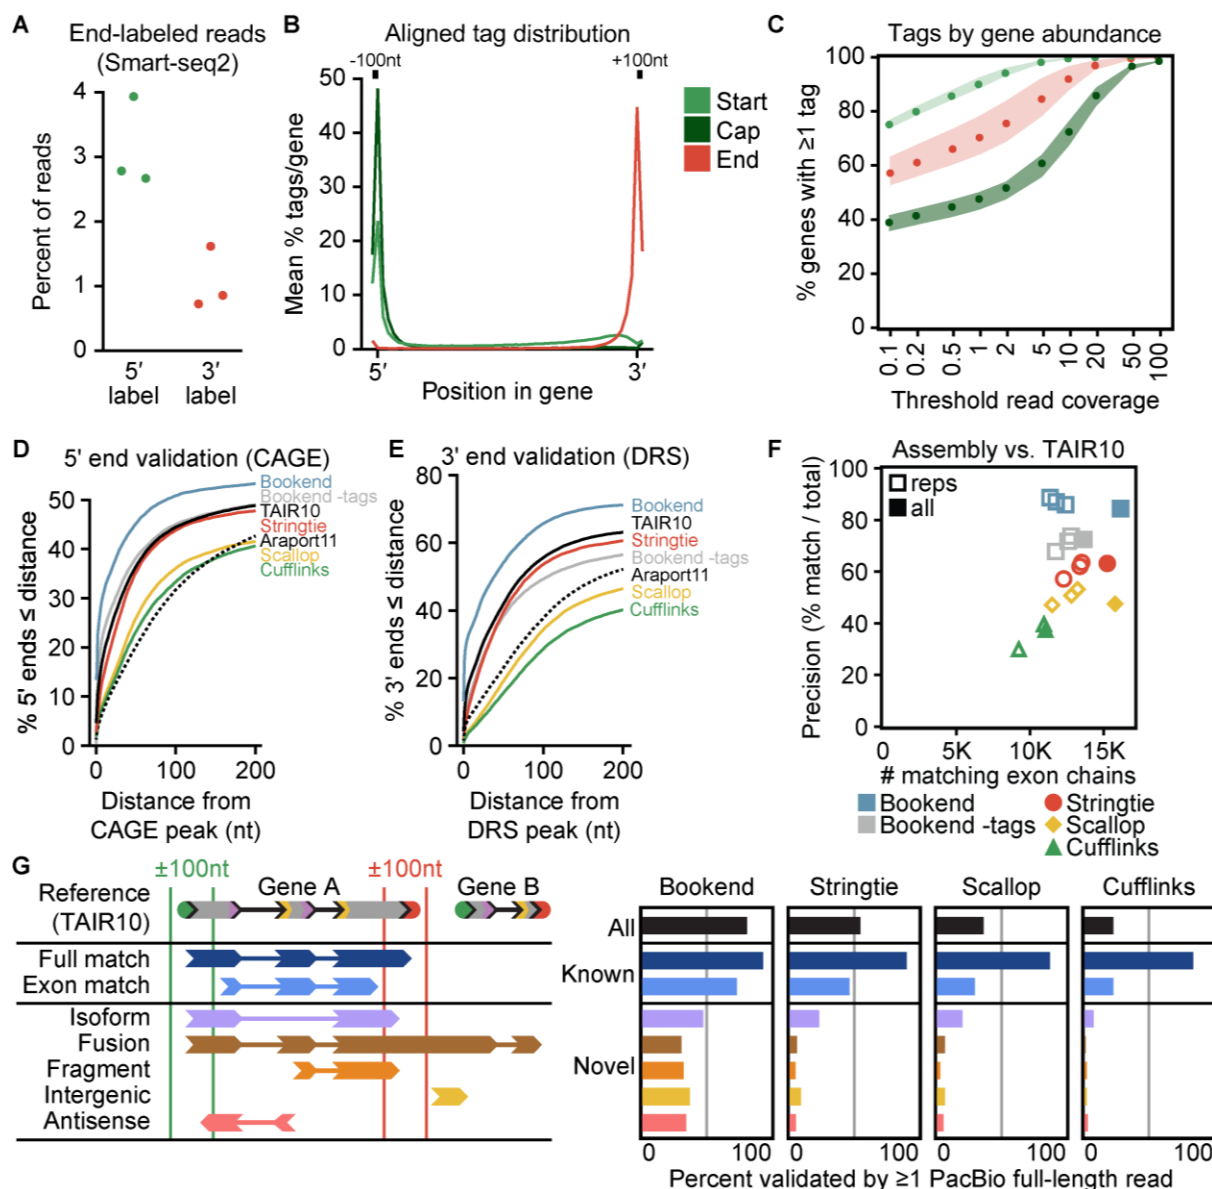 A
End-labeled reads
(Smart-seq2)
Percent of reads
4
3
2
1
0
5′
label
3′
label
B
Aligned tag distribution
-100nt
+100nt
Mean % tags/gene
50
40
30
20
10
0
5′
3′
Position in gene
Start
Cap
End
C
Tags by gene abundance
% genes with ≥1 tag
100
80
60
40
20
0
0.1
0.2
0.5
1
2
5
10
20
50
100
Threshold read coverage
D
5' end validation (CAGE)
% 5' ends ≤ distance
50
40
30
20
10
0
0
100
200
Distance from
CAGE peak (nt)
Bookend
Bookend -tags
TAIR10
Stringtie
Araport11
Scallop
Cufflinks
E
3' end validation (DRS)
% 3' ends ≤ distance
80
60
40
20
0
0
100
200
Distance from
DRS peak (nt)
Bookend
TAIR10
Stringtie
Bookend -tags
Araport11
Scallop
Cufflinks
F
Assembly vs. TAIR10
Precision (% match / total)
100
80
60
40
20
0
reps
all
0
5K
10K
15K
# matching exon chains
Bookend
Bookend -tags
Stringtie
Scallop
Cufflinks
G
±100nt
±100nt
Reference
(TAIR10)
Gene A
Gene B
Full match
Exon match
Isoform
Fusion
Fragment
Intergenic
Antisense
Bookend
Stringtie
Scallop
Cufflinks
All
Known
Novel
0
100
0
100
0
100
0
100
Percent validated by ≥1 PacBio full-length read